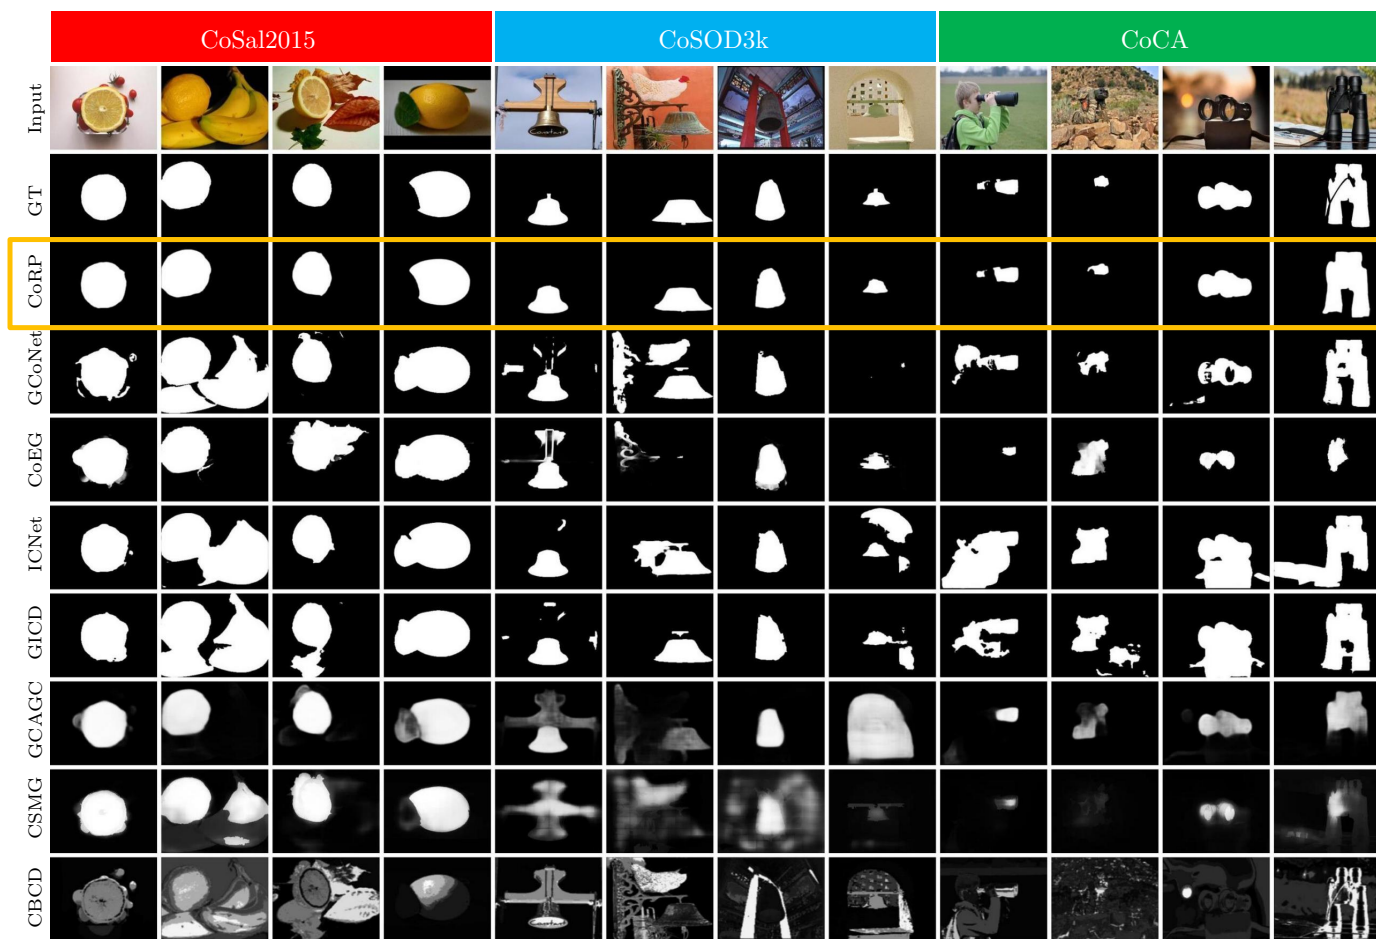 CoSal2015 CoSOD3k CoCA
Input
GT
CoRP
GCoNet
CoEG
ICNet
GICD
GCAGC
CSMG
CBCD